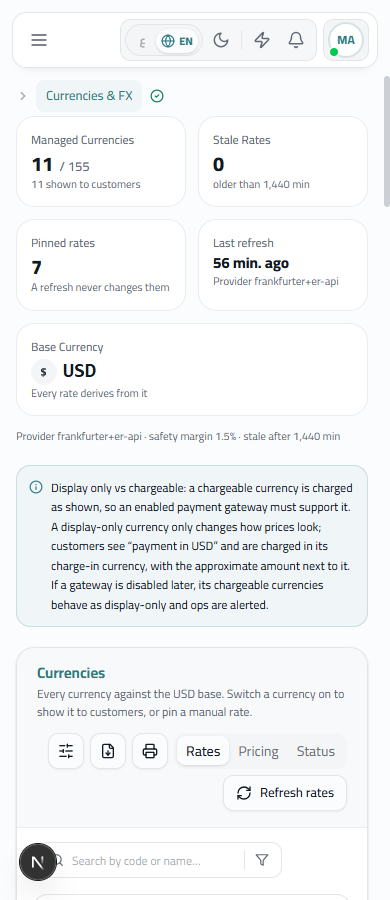 ع
EN
MA
Currencies & FX
Managed Currencies
11 / 155
11 shown to customers
Stale Rates
0
older than 1,440 min
Pinned rates
7
A refresh never changes them
Last refresh
56 min. ago
Provider frankfurter+er-api
Base Currency
$ USD
Every rate derives from it
Provider frankfurter+er-api · safety margin 1.5% · stale after 1,440 min
Display only vs chargeable: a chargeable currency is charged
as shown, so an enabled payment gateway must support it.
A display-only currency only changes how prices look;
customers see “payment in USD” and are charged in its
charge-in currency, with the approximate amount next to it.
If a gateway is disabled later, its chargeable currencies
behave as display-only and ops are alerted.
Currencies
Every currency against the USD base. Switch a currency on to
show it to customers, or pin a manual rate.
Rates Pricing Status
Refresh rates
N
Search by code or name...